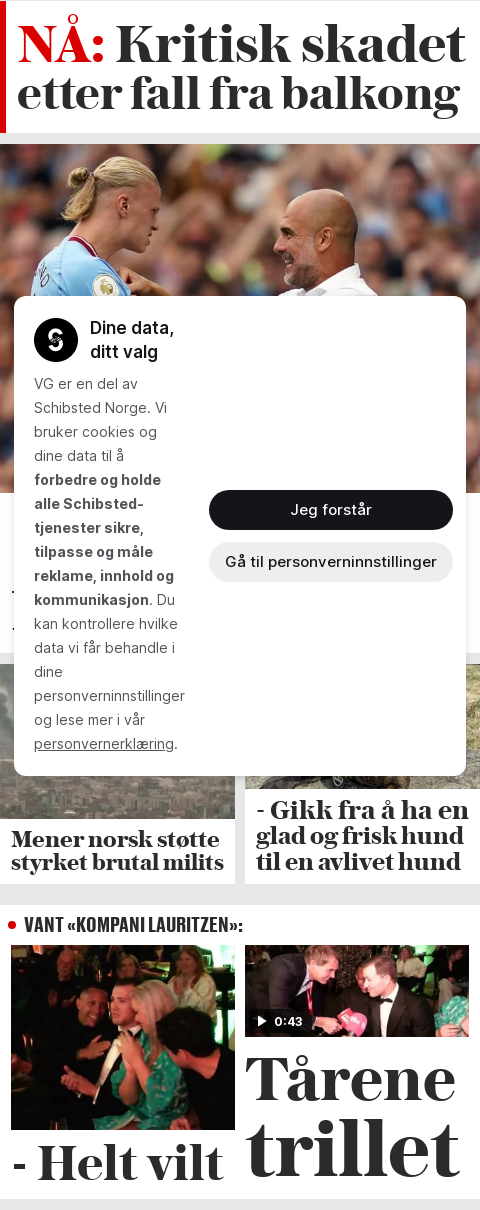 NÅ: Kritisk skadet
etter fall fra balkong
Dine data,
ditt valg
VG er en del av
Schibsted Norge. Vi
bruker cookies og
dine data til å
forbedre og holde
alle Schibsted-
tjenester sikre,
tilpasse og måle
reklame, innhold og
kommunikasjon. Du
kan kontrollere hvilke
data vi får behandle i
dine
personverninnstillinger
og lese mer i vår
personvernerklæring.
Jeg forstår
Gå til personverninnstillinger
Mener norsk støtte
styrket brutal milits
- Gikk fra å ha en
glad og frisk hund
til en avlivet hund
VANT «KOMPANI LAURITZEN»:
- Helt vilt
0:43
Tårene
trillet